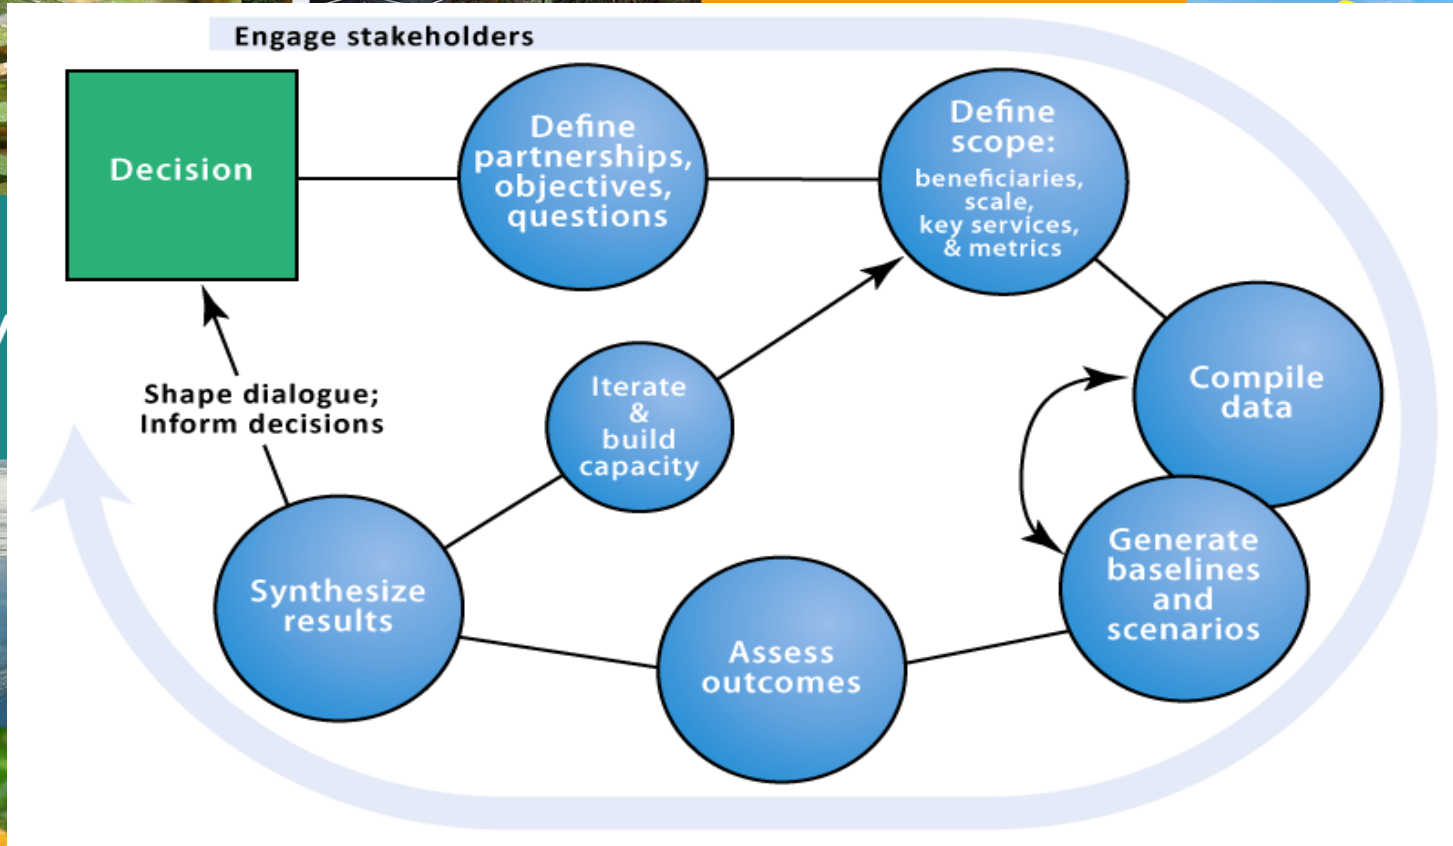 Engage stakeholders
Decision
Define
partnerships,
objectives,
questions
Define
scope:
beneficiaries,
scale,
key services,
& metrics
Compile
data
Generate
baselines
and
scenarios
Assess
outcomes
Synthesize
results
Iterate
&
build
capacity
Shape dialogue;
Inform decisions